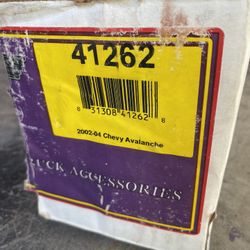 41262
8 31308 41262 8
2002-04 Chevy Avalanche
UCK ACCESSORIES